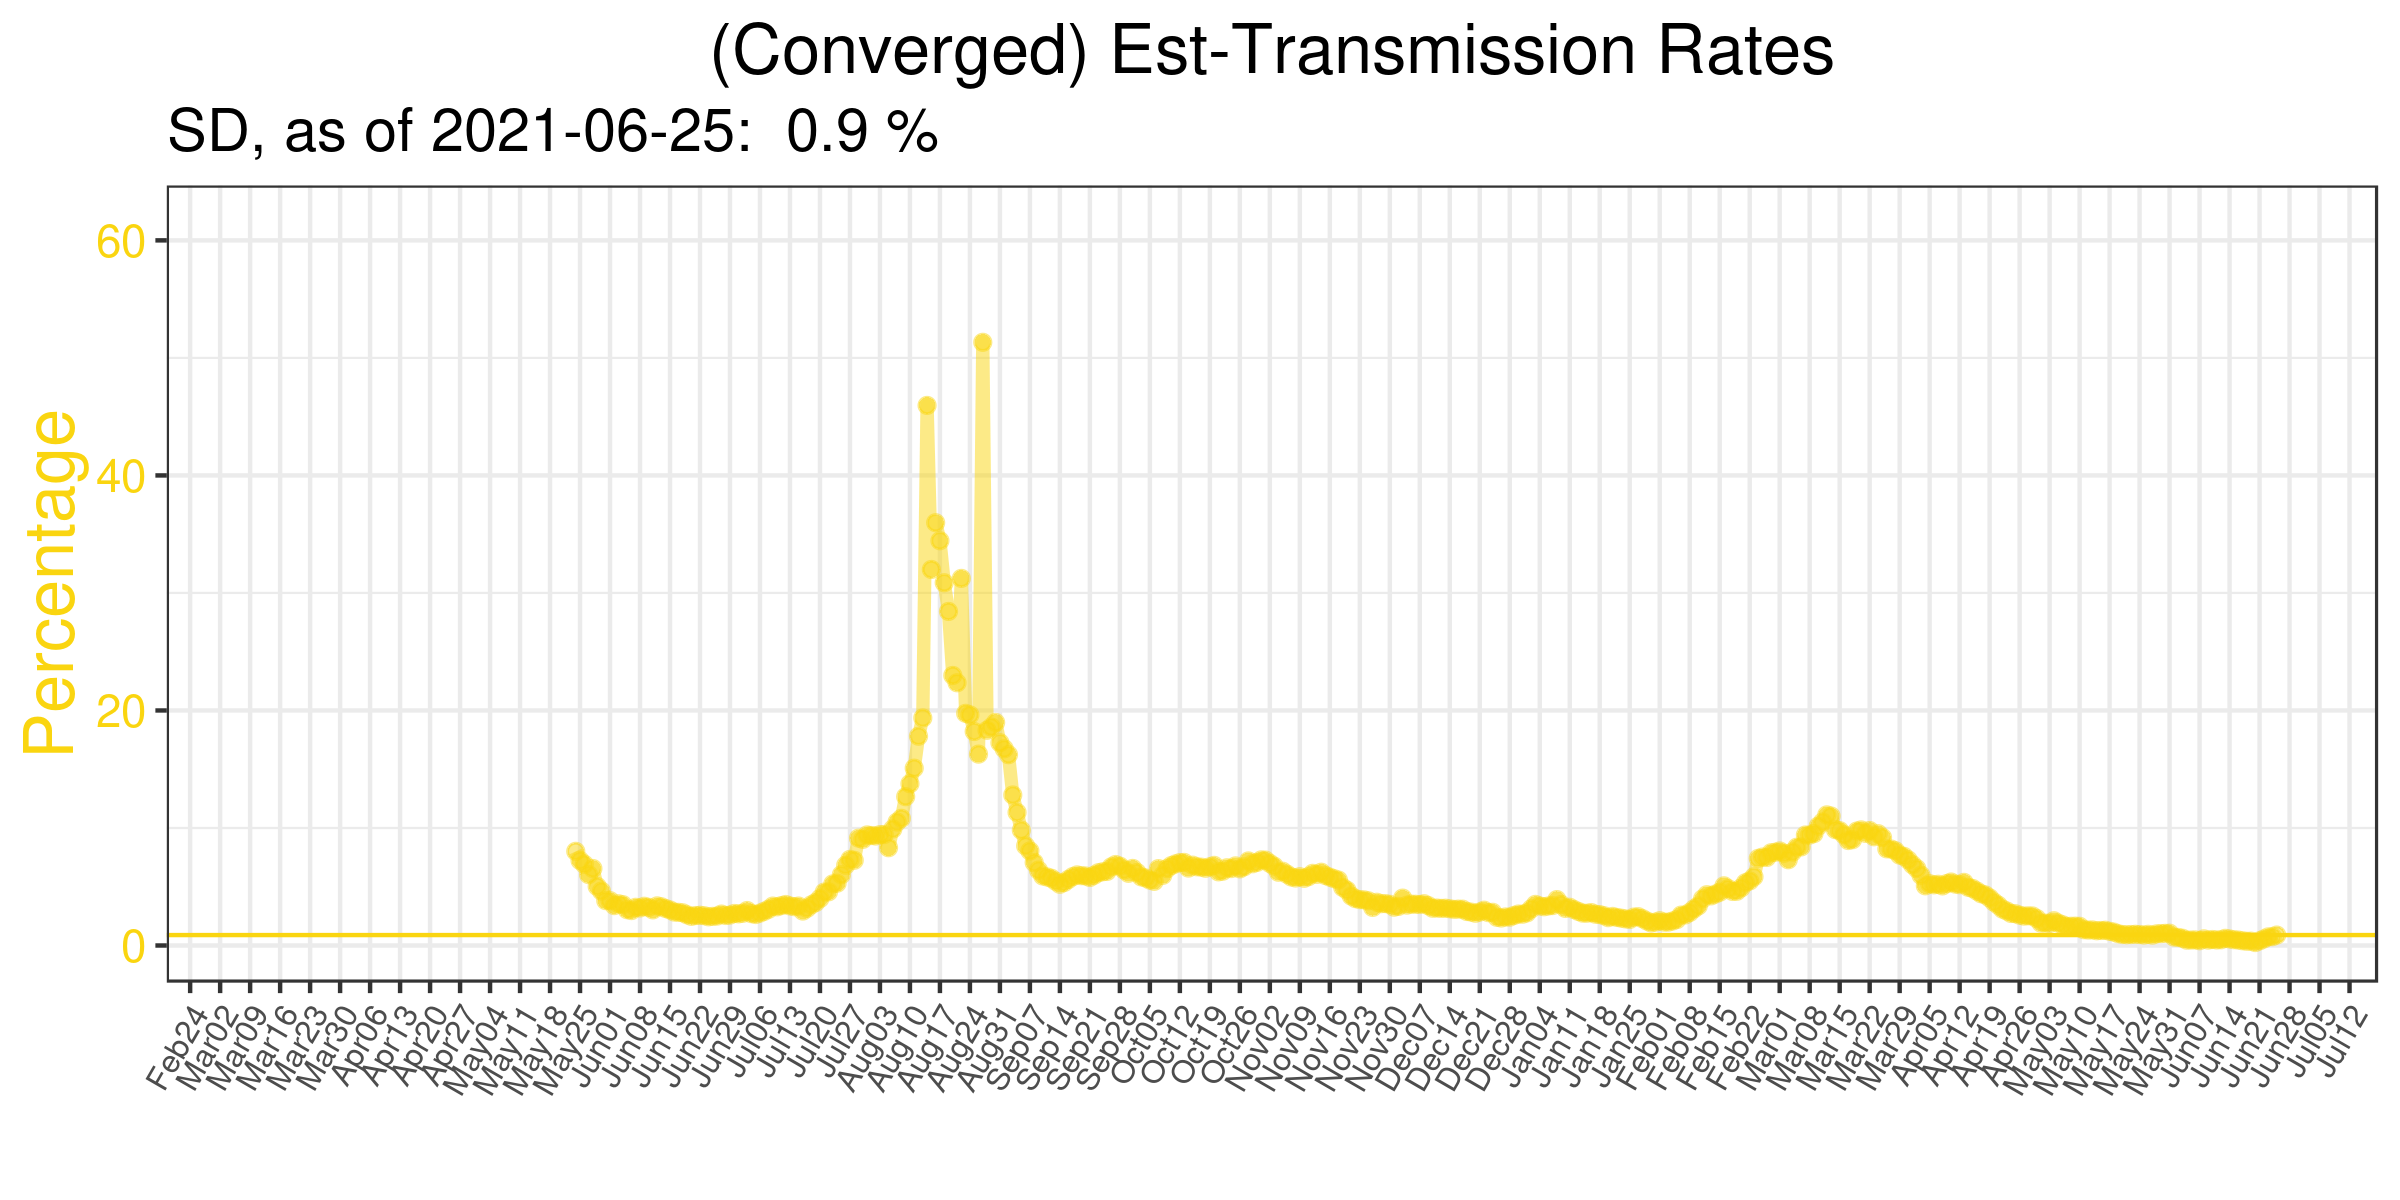 (Converged) Est-Transmission Rates
SD, as of 2021-06-25:  0.9 %
Percentage
60
40
20
0
Feb24
Mar02
Mar09
Mar16
Mar23
Mar30
Apr06
Apr13
Apr20
Apr27
May04
May11
May18
May25
Jun01
Jun08
Jun15
Jun22
Jun29
Jul06
Jul13
Jul20
Jul27
Aug03
Aug10
Aug17
Aug24
Aug31
Sep07
Sep14
Sep21
Sep28
Oct05
Oct12
Oct19
Oct26
Nov02
Nov09
Nov16
Nov23
Nov30
Dec07
Dec14
Dec21
Dec28
Jan04
Jan11
Jan18
Jan25
Feb01
Feb08
Feb15
Feb22
Mar01
Mar08
Mar15
Mar22
Mar29
Apr05
Apr12
Apr19
Apr26
May03
May10
May17
May24
May31
Jun07
Jun14
Jun21
Jun28
Jul05
Jul12